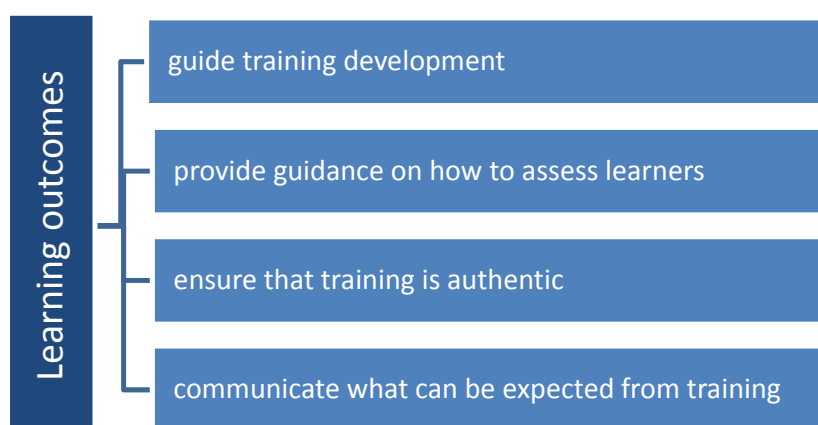 Learning outcomes
guide training development
provide guidance on how to assess learners
ensure that training is authentic
communicate what can be expected from training